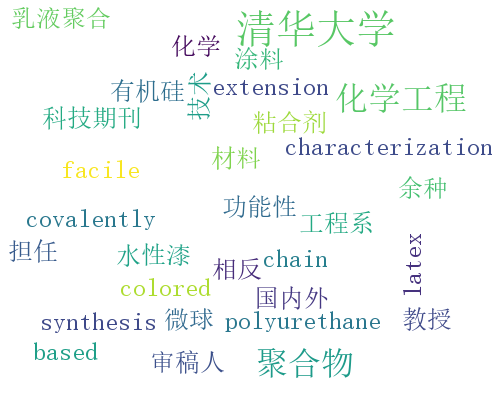 乳液聚合
清华大学
化学
涂料
有机硅
技术
extension
化学工程
科技期刊
粘合剂
characterization
材料
facile
余种
功能性
covalently
工程系
担任
水性漆
相反
chain
latex
colored
国内外
synthesis
微球
polyurethane
教授
based
审稿人
聚合物